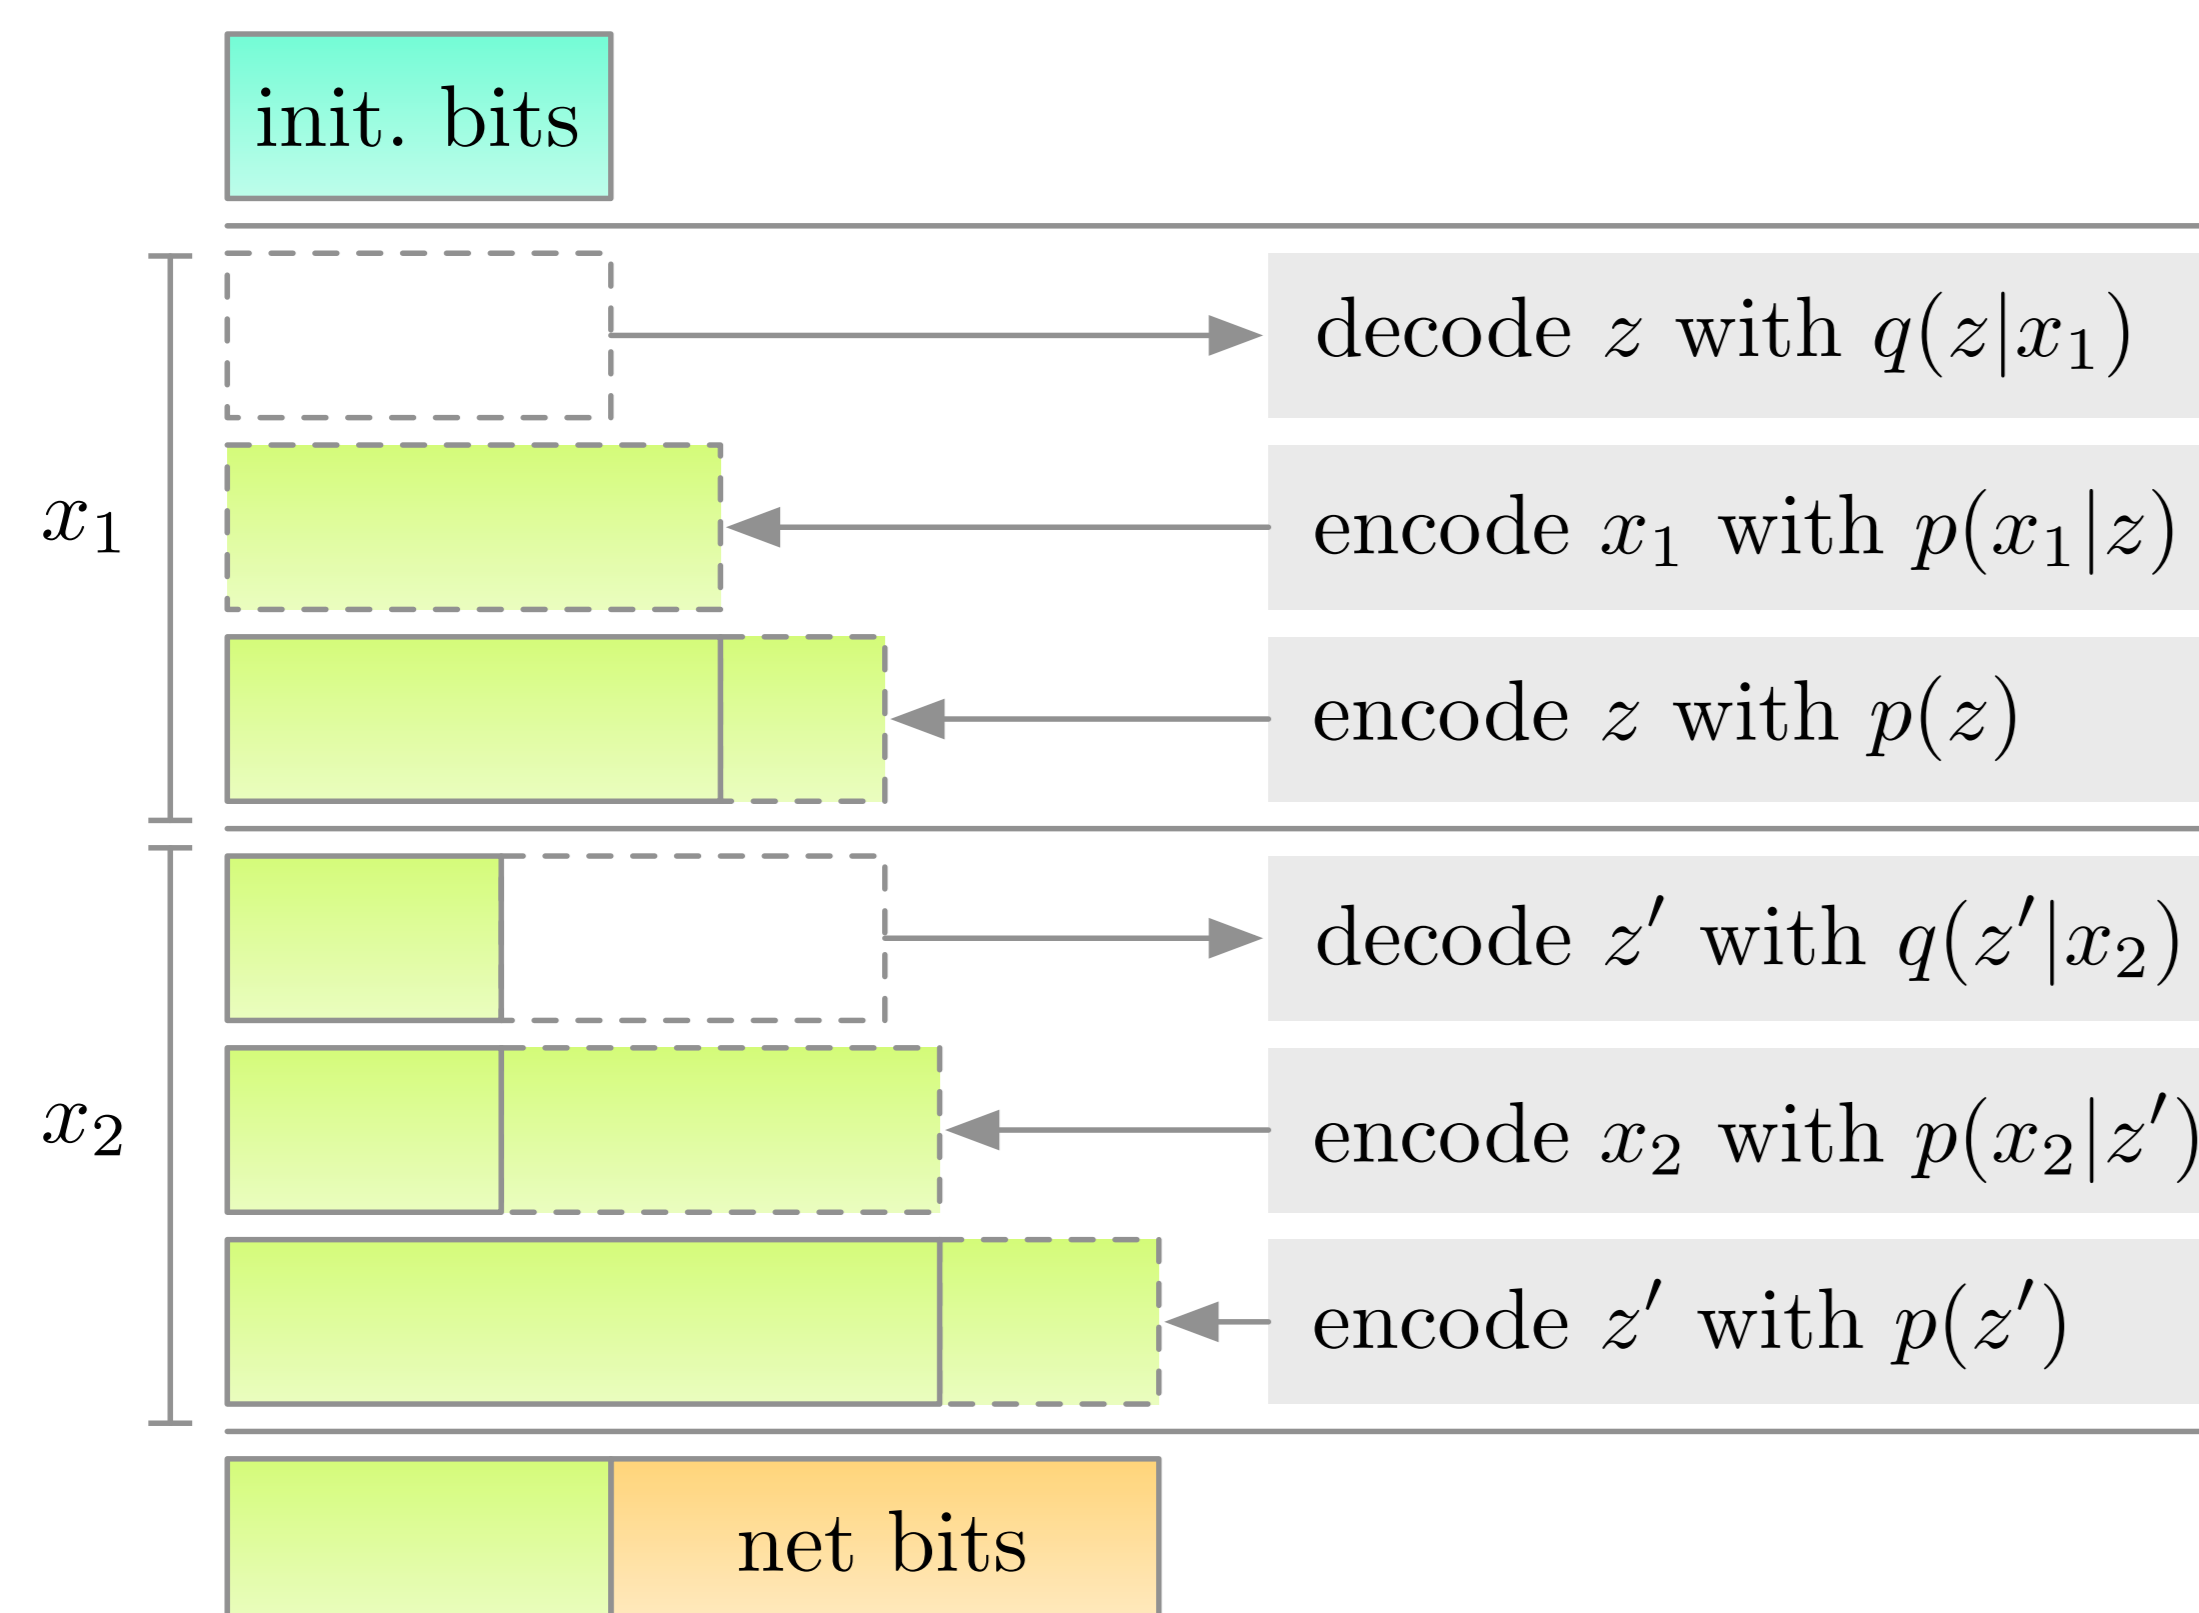 init. bits
decode z with q(z|x₁)
x₁
encode x₁ with p(x₁|z)
encode z with p(z)
decode z′ with q(z′|x₂)
x₂
encode x₂ with p(x₂|z′)
encode z′ with p(z′)
net bits